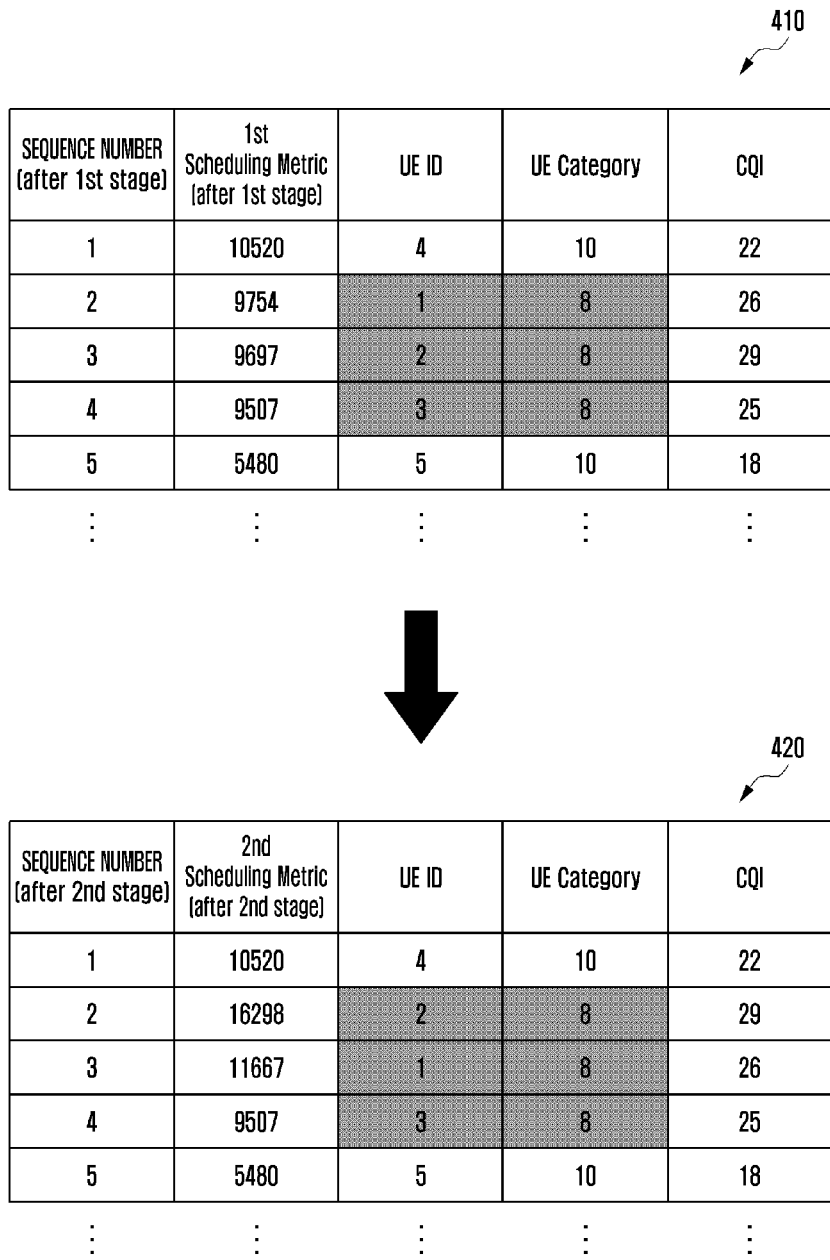 410
SEQUENCE NUMBER (after 1st stage) 1st Scheduling Metric (after 1st stage) UE ID UE Category CQI
1 10520 4 10 22
2 9754 1 8 26
3 9697 2 8 29
4 9507 3 8 25
5 5480 5 10 18
⋮ ⋮ ⋮ ⋮ ⋮
420
SEQUENCE NUMBER (after 2nd stage) 2nd Scheduling Metric (after 2nd stage) UE ID UE Category CQI
1 10520 4 10 22
2 16298 2 8 29
3 11667 1 8 26
4 9507 3 8 25
5 5480 5 10 18
⋮ ⋮ ⋮ ⋮ ⋮